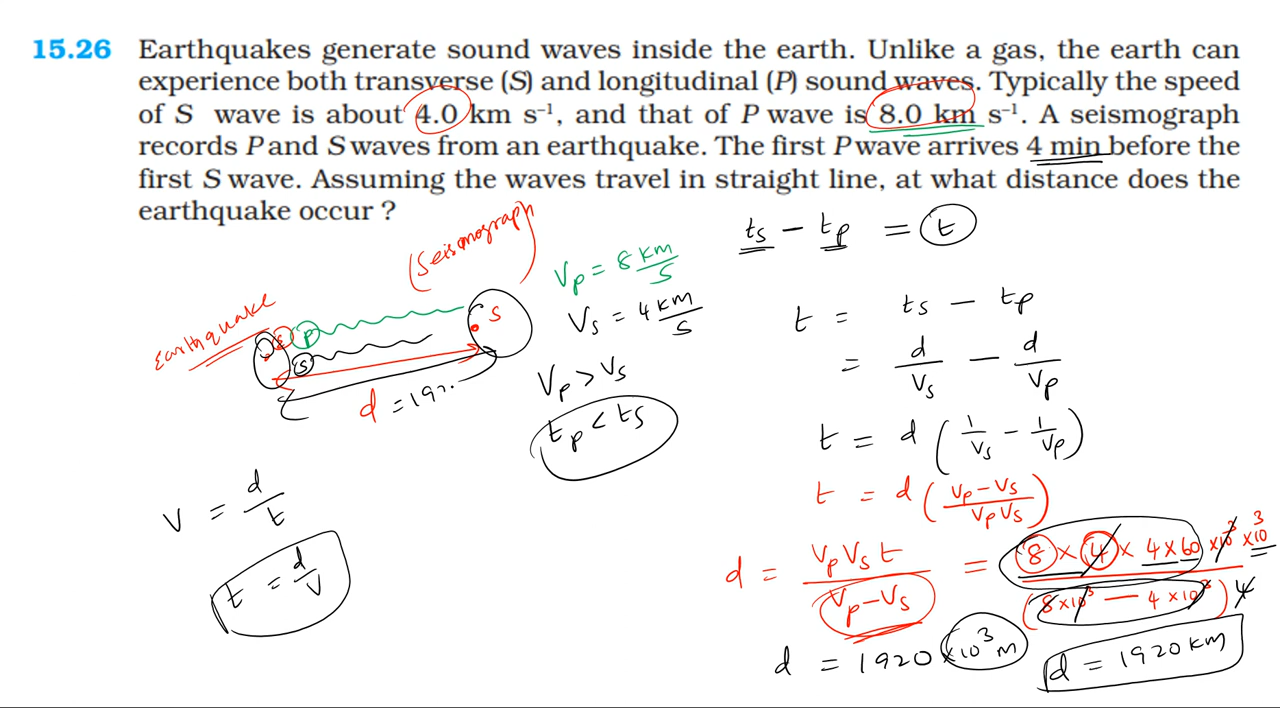 15.26 Earthquakes generate sound waves inside the earth. Unlike a gas, the earth can
experience both transverse (S) and longitudinal (P) sound waves. Typically the speed
of S wave is about 4.0 km s⁻¹, and that of P wave is 8.0 km s⁻¹. A seismograph
records P and S waves from an earthquake. The first P wave arrives 4 min before the
first S wave. Assuming the waves travel in straight line, at what distance does the
earthquake occur ?
(Seismograph)
Earthquake
E P
S
S
d = 192.
V = d/t
t = d/V
Vp = 8 km/s
Vs = 4 km/s
Vp > Vs
tp < ts
ts − tp = t
t = ts − tp
= d/Vs − d/Vp
t = d (1/Vs − 1/Vp)
t = d (Vp−Vs / VpVs)
d = Vp Vs t / Vp−Vs = 8 × 4 × 4×60 ×10³ ×10³ / (8×10³ − 4×10³) 4
d = 1920 ×10³ m
d = 1920 km